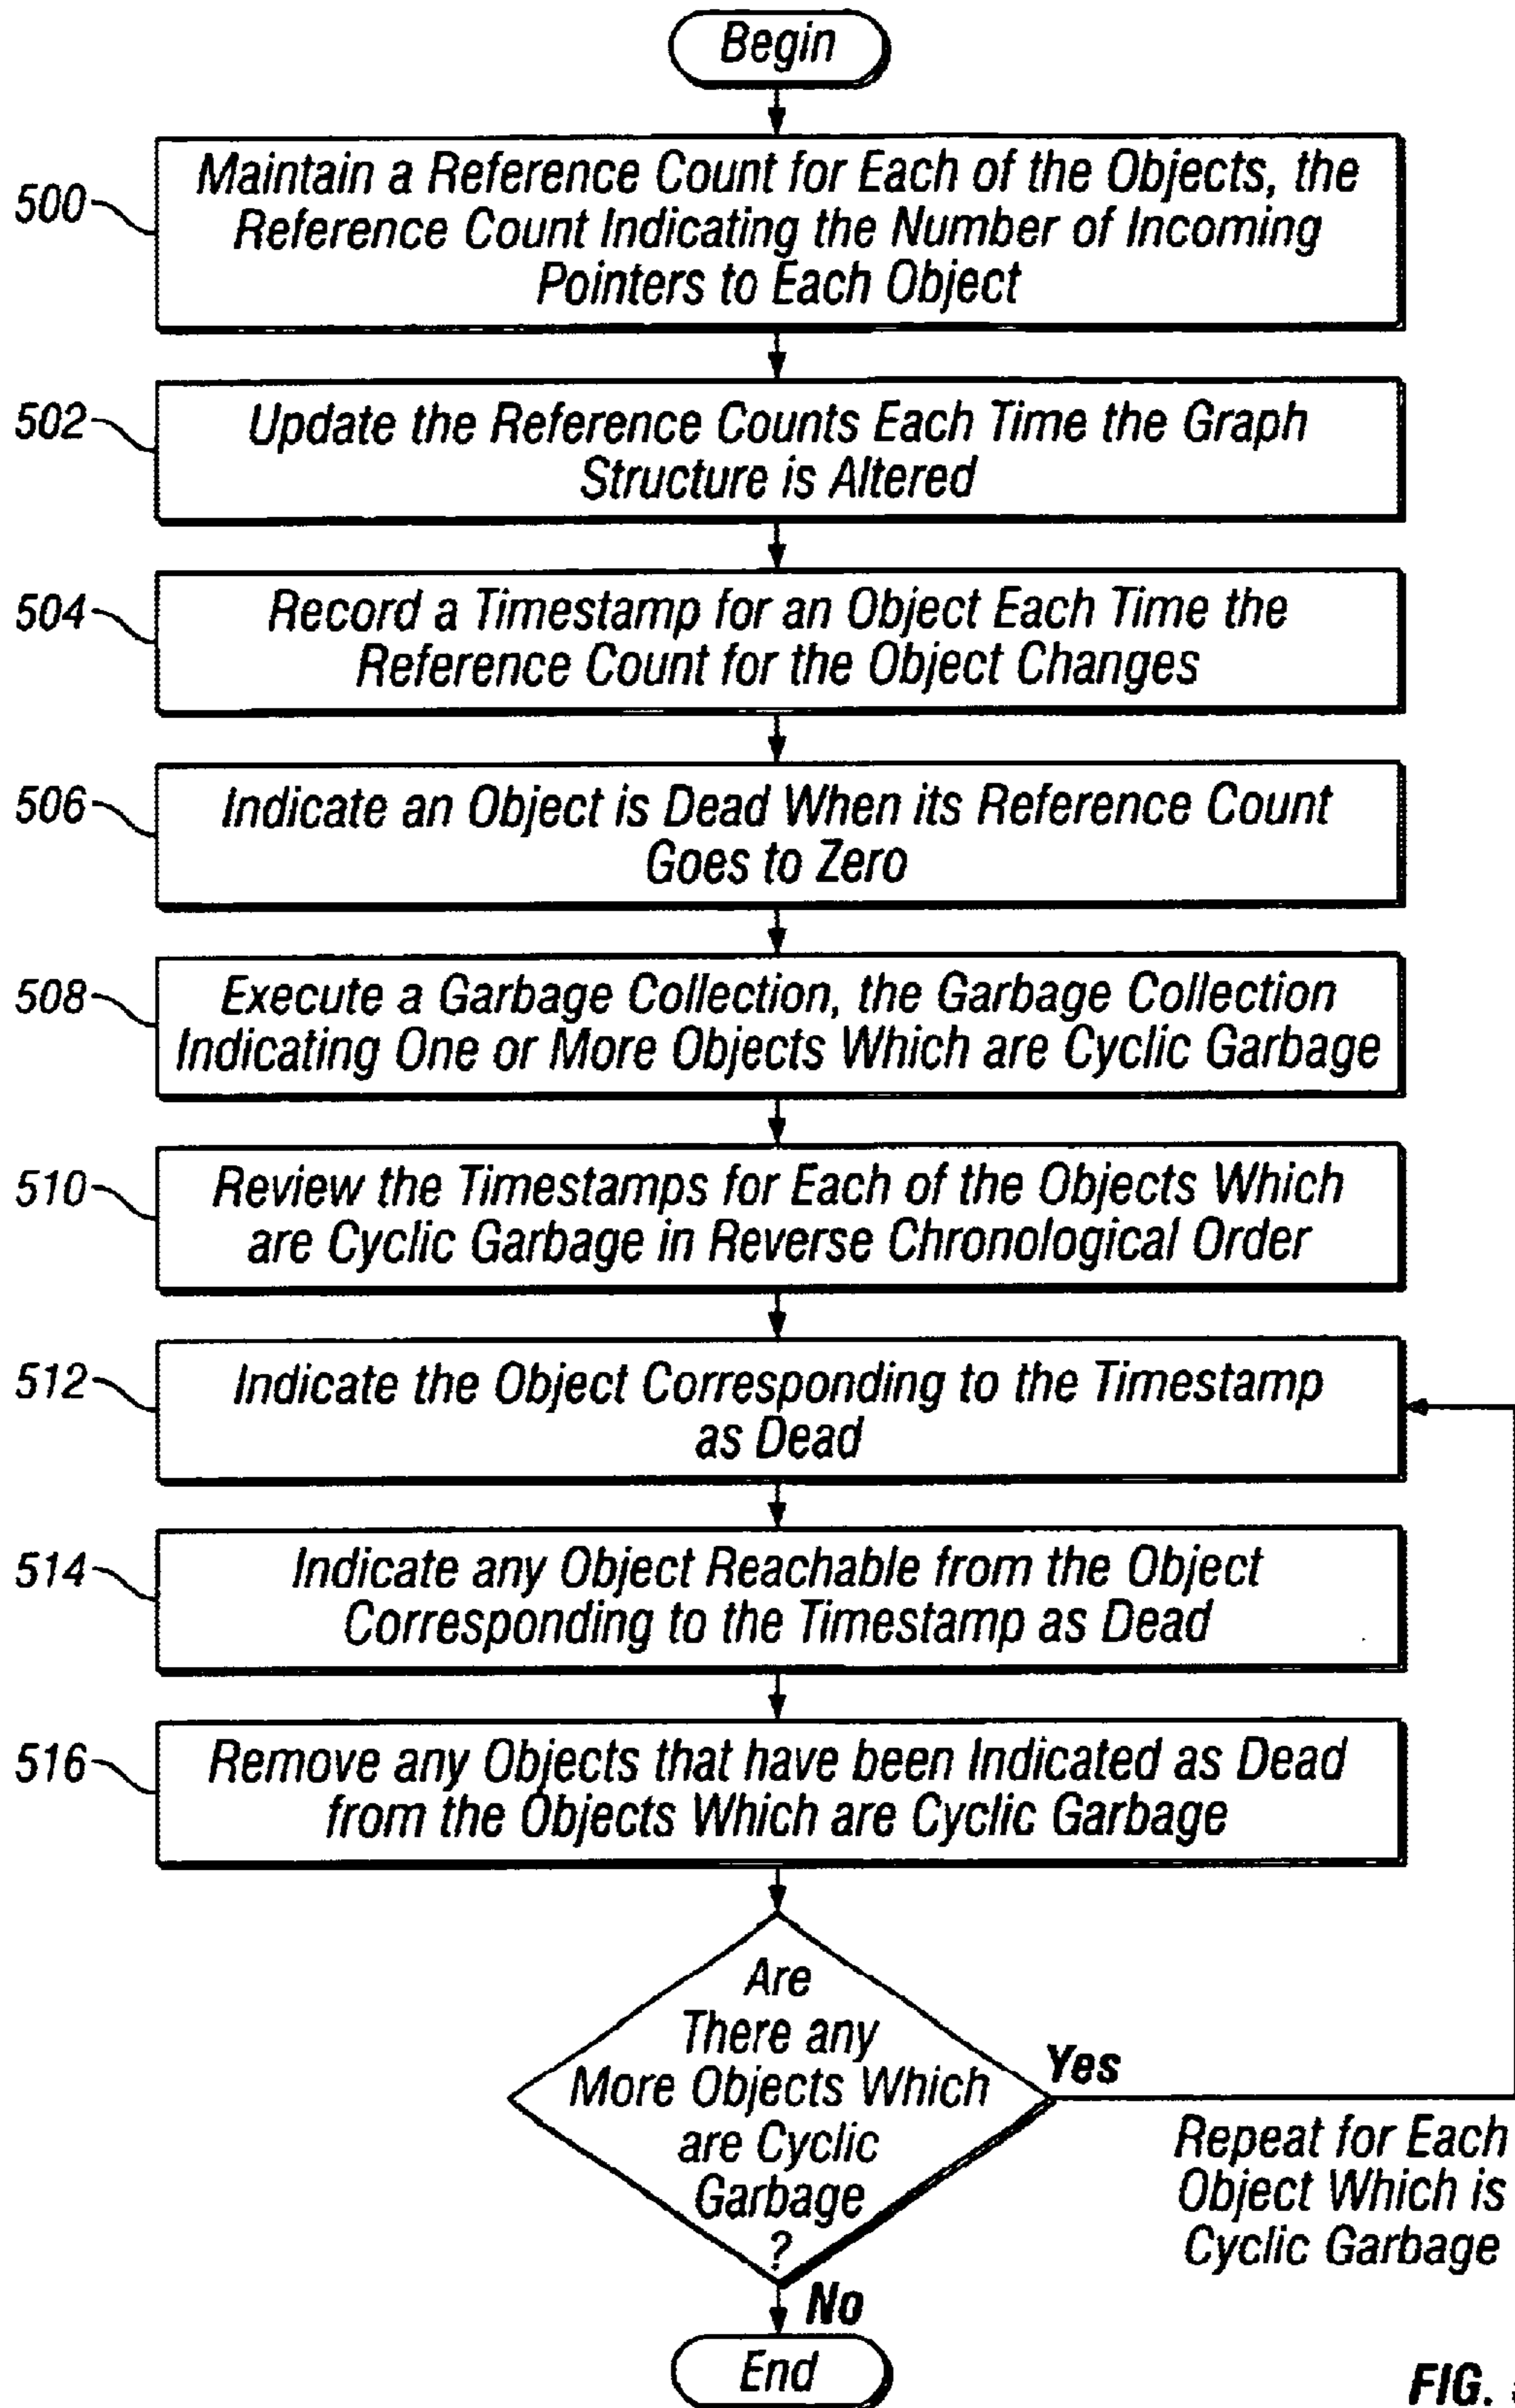 Begin
500
Maintain a Reference Count for Each of the Objects, the
Reference Count Indicating the Number of Incoming
Pointers to Each Object
502
Update the Reference Counts Each Time the Graph
Structure is Altered
504
Record a Timestamp for an Object Each Time the
Reference Count for the Object Changes
506
Indicate an Object is Dead When its Reference Count
Goes to Zero
508
Execute a Garbage Collection, the Garbage Collection
Indicating One or More Objects Which are Cyclic Garbage
510
Review the Timestamps for Each of the Objects Which
are Cyclic Garbage in Reverse Chronological Order
512
Indicate the Object Corresponding to the Timestamp
as Dead
514
Indicate any Object Reachable from the Object
Corresponding to the Timestamp as Dead
516
Remove any Objects that have been Indicated as Dead
from the Objects Which are Cyclic Garbage
Are
There any
More Objects Which
are Cyclic
Garbage
?
Yes
Repeat for Each
Object Which is
Cyclic Garbage
No
End
FIG.